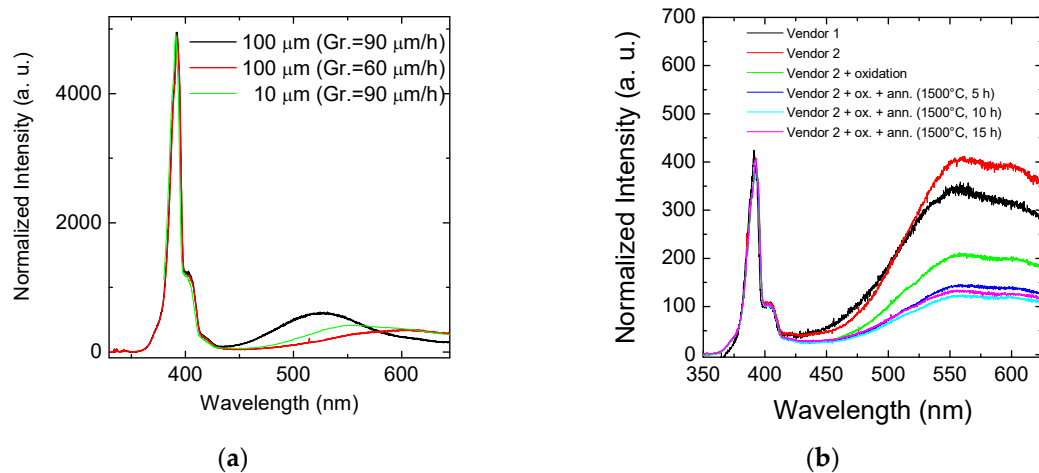 100 μm (Gr.=90 μm/h)
100 μm (Gr.=60 μm/h)
10 μm (Gr.=90 μm/h)
Normalized Intensity (a. u.)
4000
2000
0
400
500
600
Wavelength (nm)
(a)
Vendor 1
Vendor 2
Vendor 2 + oxidation
Vendor 2 + ox. + ann. (1500°C, 5 h)
Vendor 2 + ox. + ann. (1500°C, 10 h)
Vendor 2 + ox. + ann. (1500°C, 15 h)
Normalized Intensity (a. u.)
700
600
500
400
300
200
100
0
350
400
450
500
550
600
Wavelength (nm)
(b)